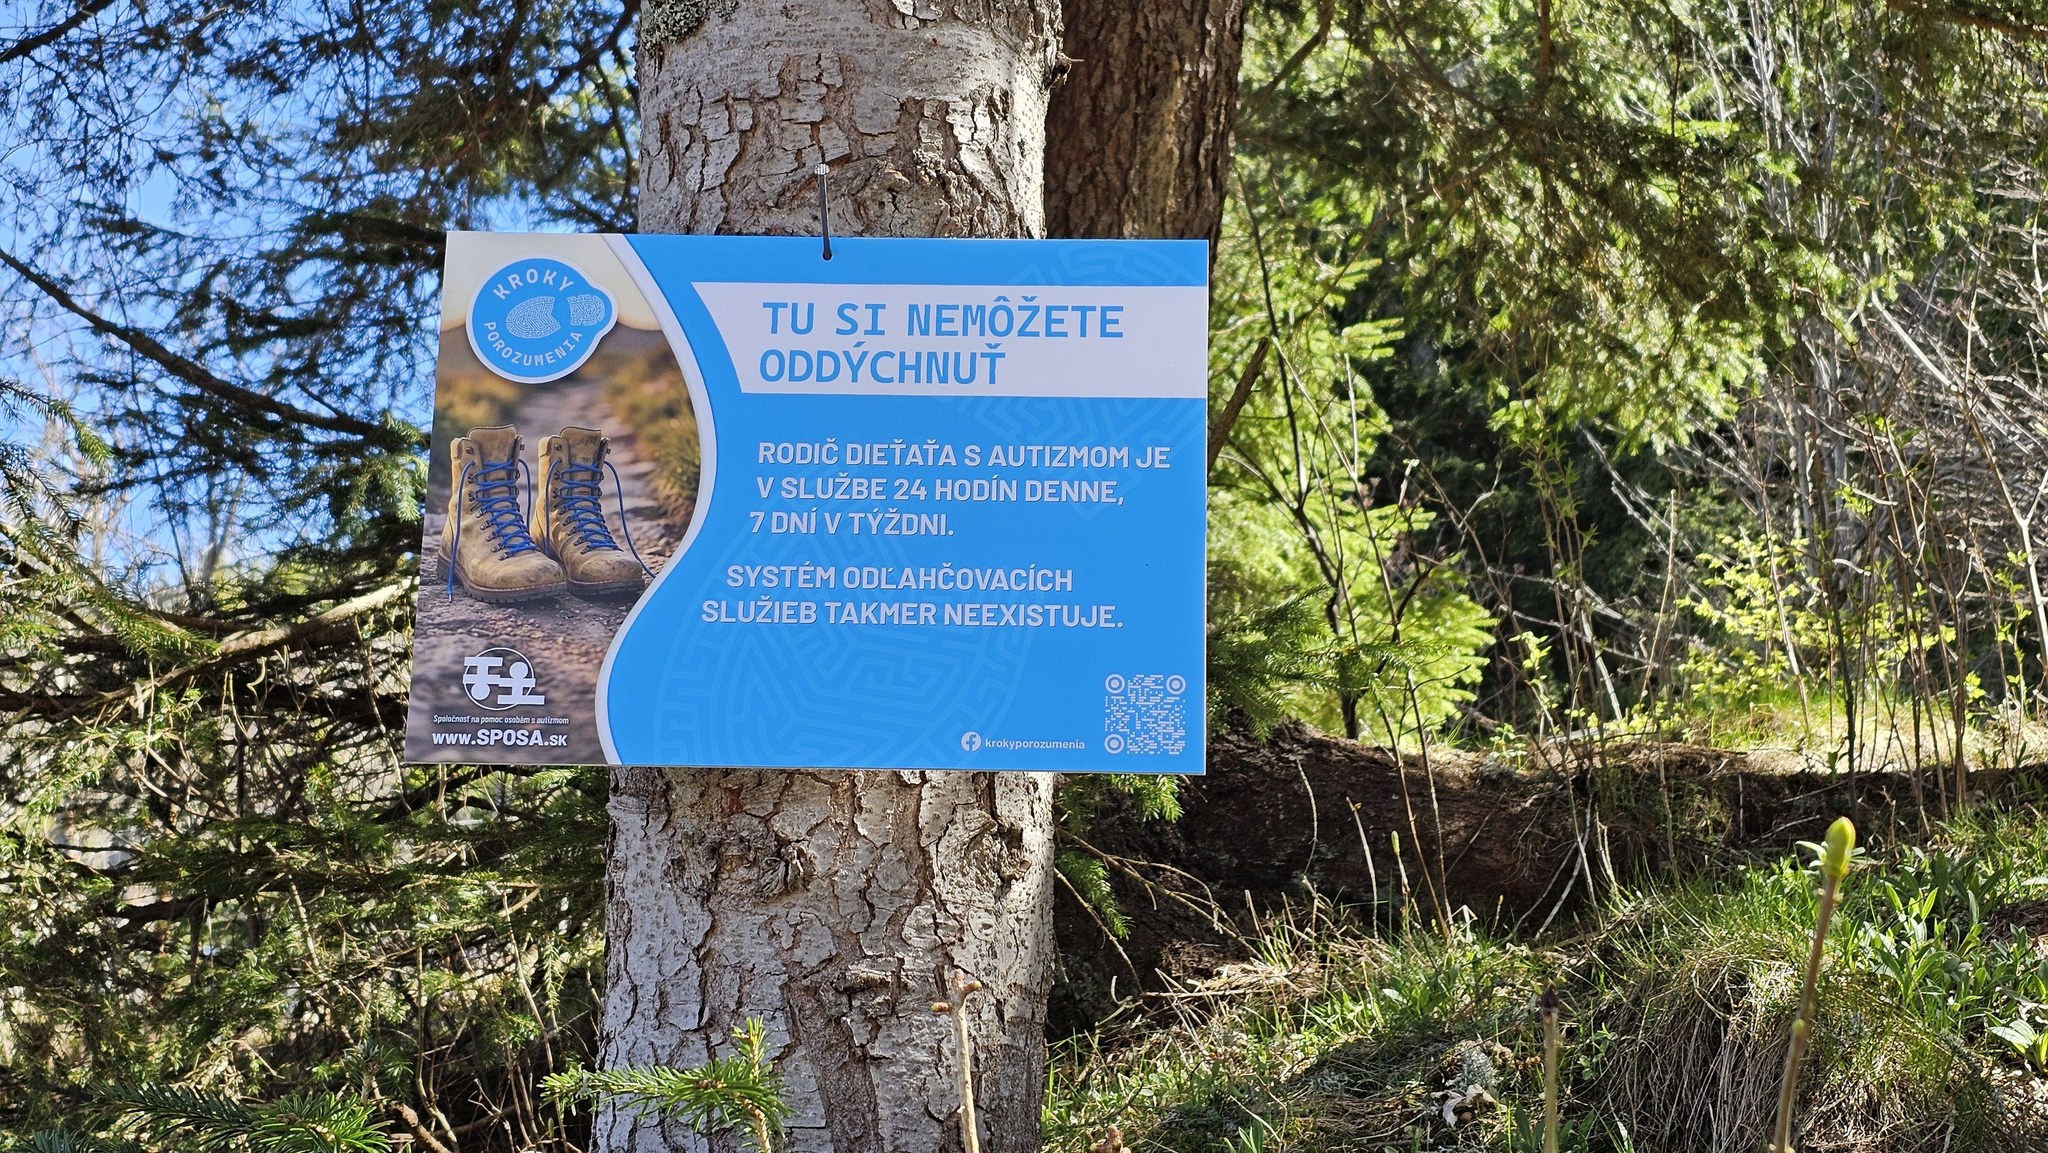 KROKY
POROZUMENIA
TU SI NEMÔŽETE
ODDÝCHNUŤ
RODIČ DIEŤAŤA S AUTIZMOM JE
V SLUŽBE 24 HODÍN DENNE,
7 DNÍ V TÝŽDNI.
SYSTÉM ODĽAHČOVACÍCH
SLUŽIEB TAKMER NEEXISTUJE.
Spoločnosť na pomoc osobám s autizmom
www.SPOSA.sk
krokyporozumenia